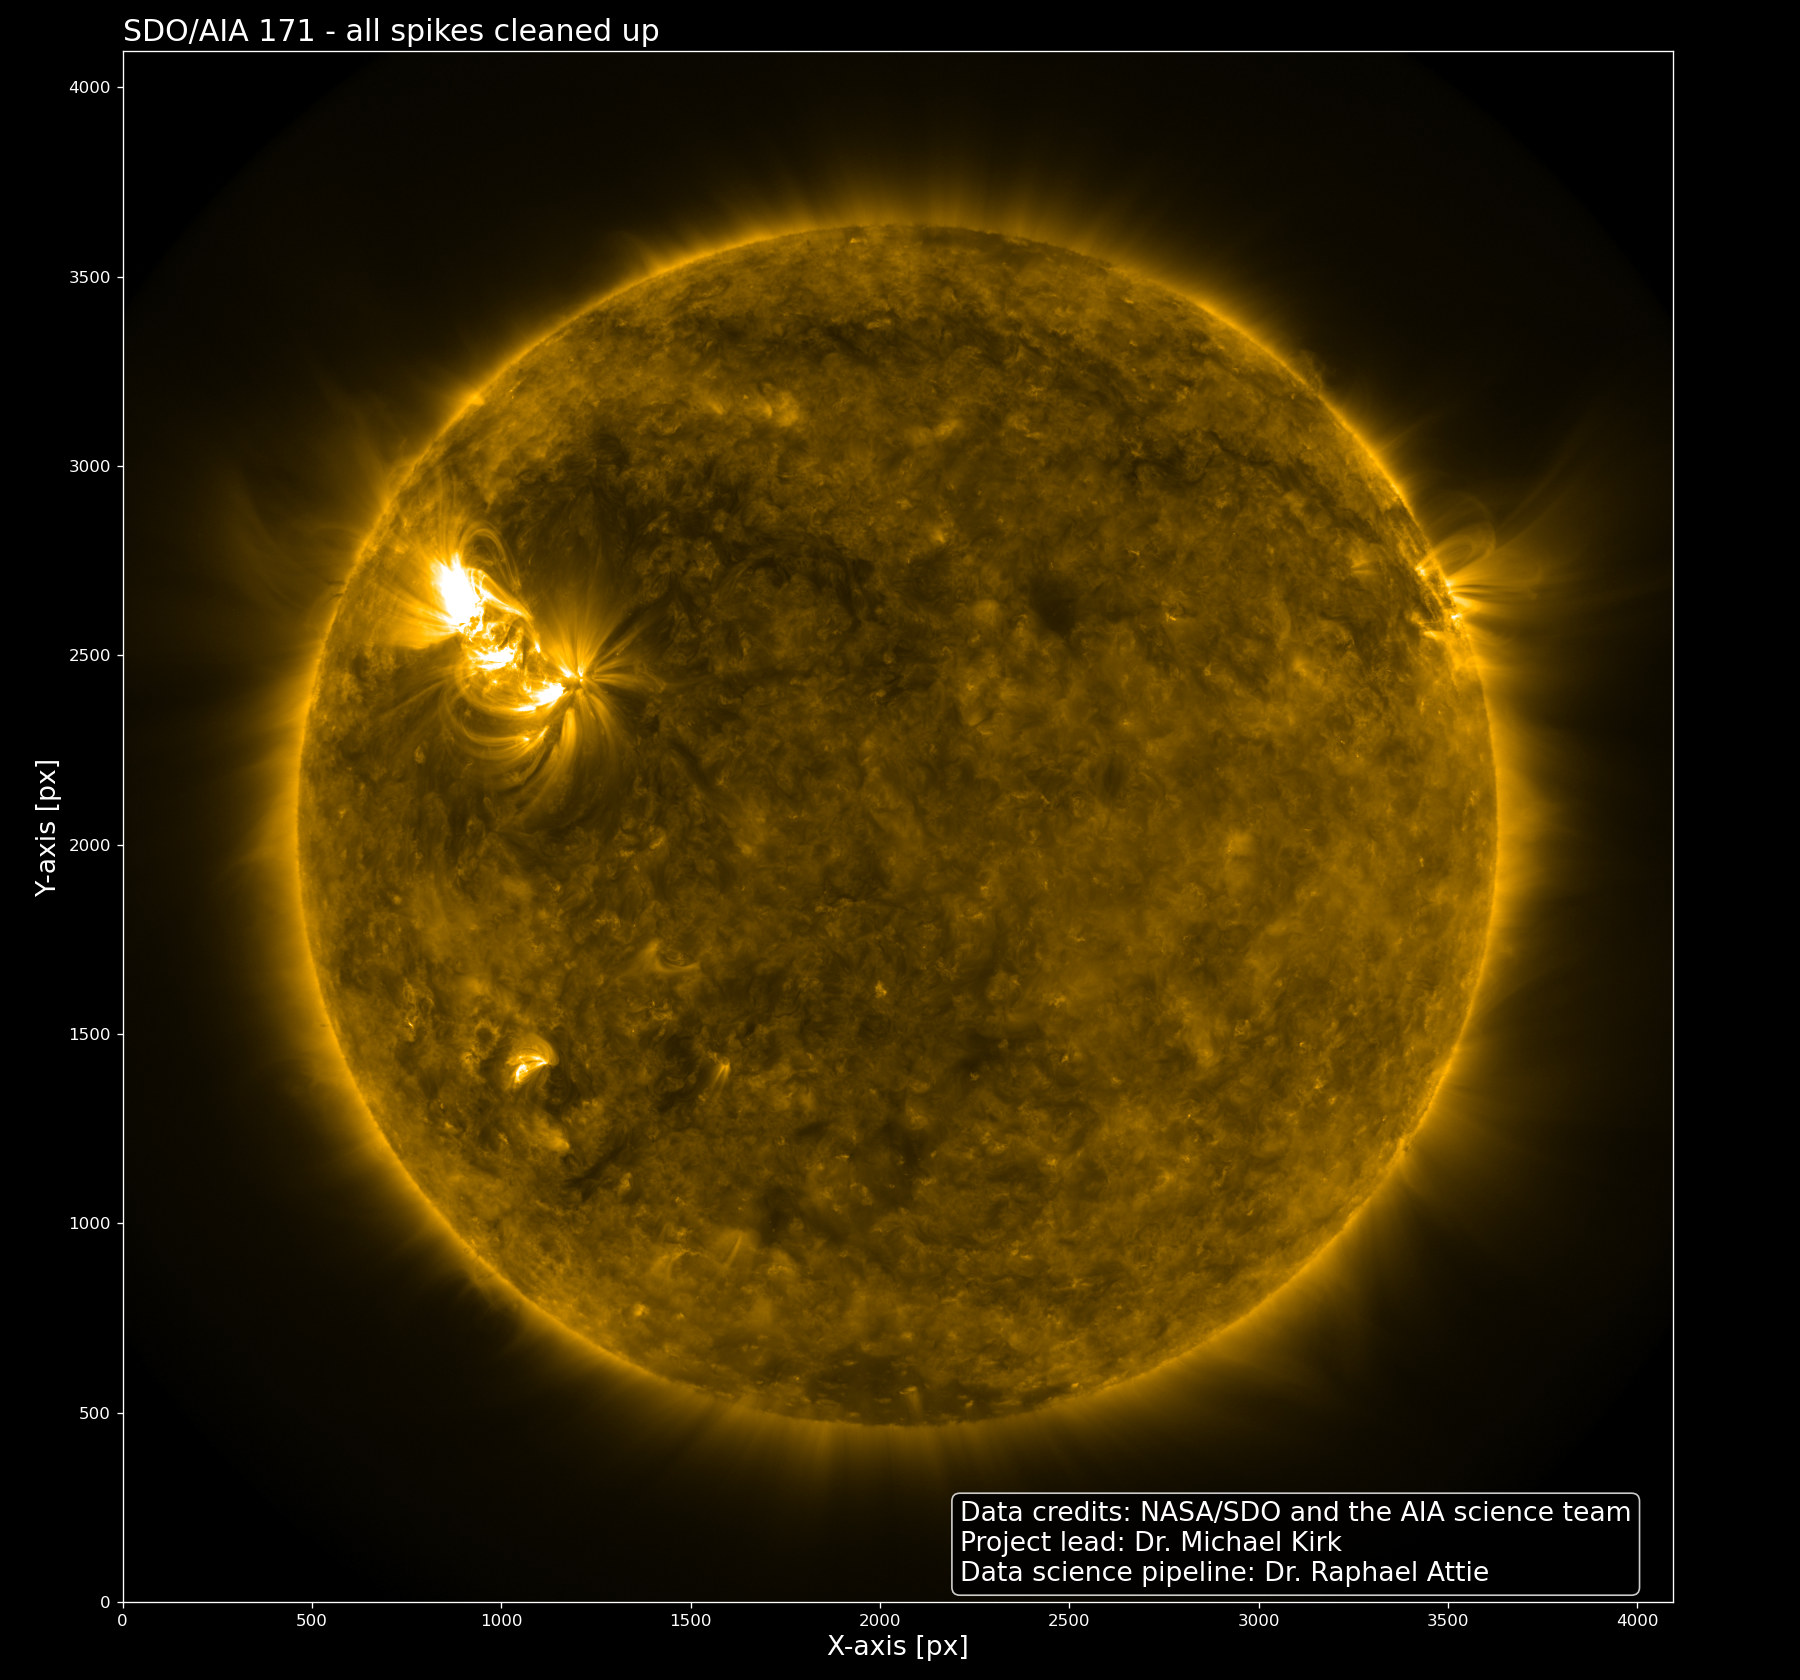 SDO/AIA 171 - all spikes cleaned up
4000
3500
3000
2500
2000
1500
1000
500
0
Y-axis [px]
Data credits: NASA/SDO and the AIA science team
Project lead: Dr. Michael Kirk
Data science pipeline: Dr. Raphael Attie
0 500 1000 1500 2000 2500 3000 3500 4000
X-axis [px]